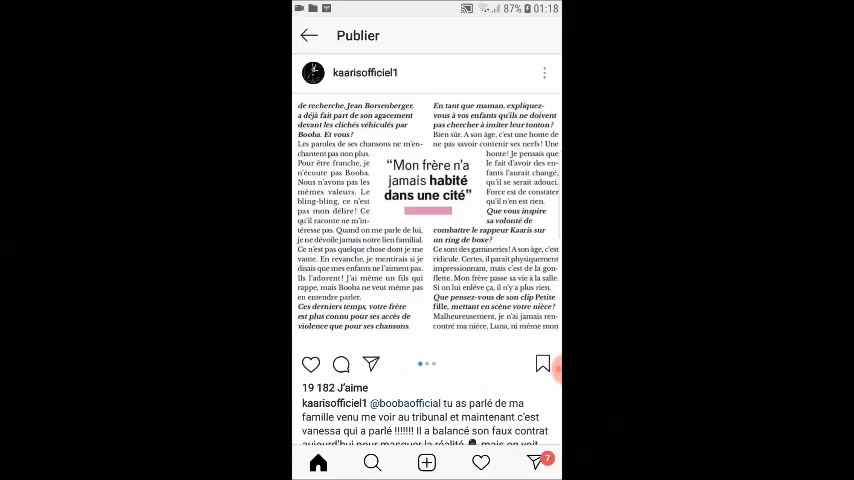 87% 01:18
Publier
kaarisofficiel1
de recherche, Jean Borsenberger,
a déjà fait part de son agacement
devant les clichés véhiculés par
Booba. Et vous?
Les paroles de ses chansons ne m'en-
chantent pas non plus.
Pour être franche, je
n'écoute pas Booba.
Nous n'avons pas les
mêmes valeurs. Le
bling-bling, ce n'est
pas mon délire! Ce
qu'il raconte ne m'in-
téresse pas. Quand on me parle de lui,
je ne dévoile jamais notre lien familial.
Ce n'est pas quelque chose dont je me
vante. En revanche, je mentirais si je
disais que mes enfants ne l'aiment pas.
Ils l'adorent! J'ai même un fils qui
rappe, mais Booba ne veut même pas
en entendre parler.
Ces derniers temps, votre frère
est plus connu pour ses accès de
violence que pour ses chansons.
"Mon frère n'a
jamais habité
dans une cité"
En tant que maman, expliquez-
vous à vos enfants qu'ils ne doivent
pas chercher à imiter leur tonton?
Bien sûr. A son âge, c'est une honte de
ne pas savoir contenir ses nerfs! Une
honte! Je pensais que
le fait d'avoir des en-
fants l'aurait changé,
qu'il se serait adouci.
Force est de constater
qu'il n'en est rien.
Que vous inspire
sa volonté de
combattre le rappeur Kaaris sur
un ring de boxe?
Ce sont des gamineries! A son âge, c'est
ridicule. Certes, il paraît physiquement
impressionnant, mais c'est de la gon-
flette. Mon frère passe sa vie à la salle.
Si on lui enlève ça, il n'y a plus rien.
Que pensez-vous de son clip Petite
fille, mettant en scène votre nièce?
Malheureusement, je n'ai jamais ren-
contré ma nièce, Luna, ni même mon
19 182 J'aime
kaarisofficiel1 @boobaofficial tu as parlé de ma
famille venu me voir au tribunal et maintenant c'est
vanessa qui a parlé !!!!!!! Il a balancé son faux contrat
aujourd'hui pour masquer la réalité mais on voit
7